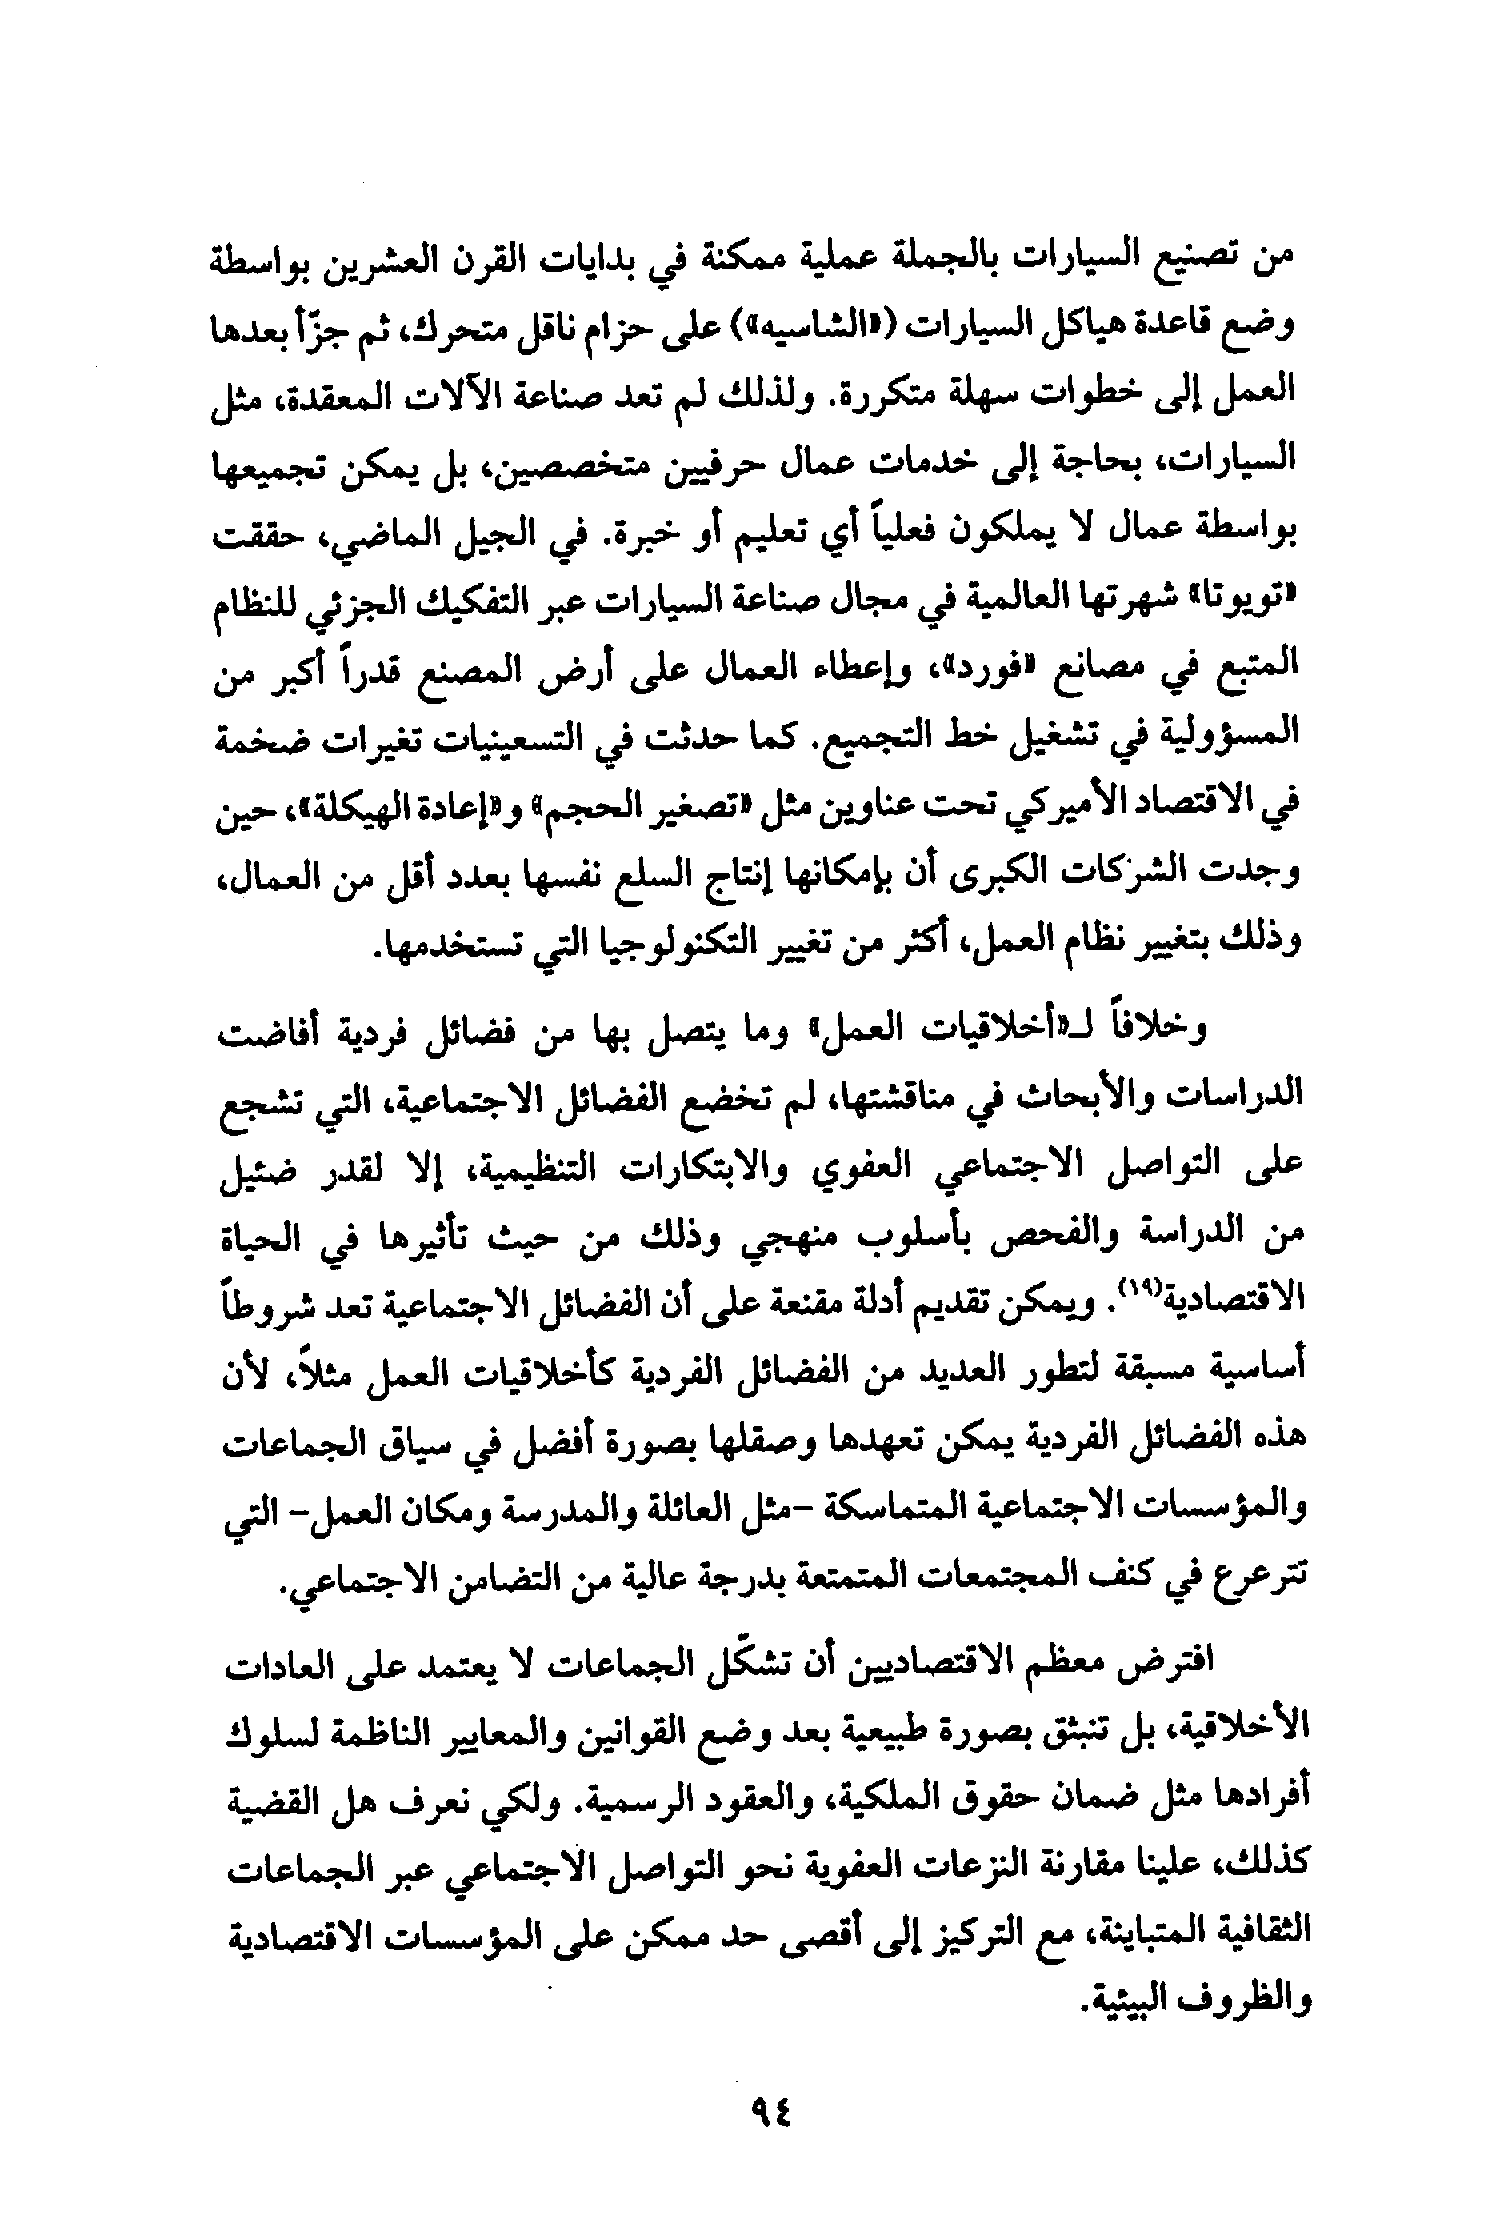 من تصنيع السيارات بالجملة عملية ممكنة في بدايات القرن العشرين بواسطة
وضع قاعدة هياكل السيارات («الشاسيه») على حزام ناقل متحرك، ثم جزّأ بعدها
العمل إلى خطوات سهلة متكررة. ولذلك لم تعد صناعة الآلات المعقدة، مثل
السيارات، بحاجة إلى خدمات عمال حرفيين متخصصين، بل يمكن تجميعها
بواسطة عمال لا يملكون فعلياً أي تعليم أو خبرة. في الجيل الماضي، حققت
«تويوتا» شهرتها العالمية في مجال صناعة السيارات عبر التفكيك الجزئي للنظام
المتبع في مصانع «فورد»، وإعطاء العمال على أرض المصنع قدراً أكبر من
المسؤولية في تشغيل خط التجميع. كما حدثت في التسعينيات تغيرات ضخمة
في الاقتصاد الأميركي تحت عناوين مثل «تصغير الحجم» و«إعادة الهيكلة»، حين
وجدت الشركات الكبرى أن بإمكانها إنتاج السلع نفسها بعدد أقل من العمال،
وذلك بتغيير نظام العمل، أكثر من تغيير التكنولوجيا التي تستخدمها.
وخلافاً لـ«أخلاقيات العمل» وما يتصل بها من فضائل فردية أفاضت
الدراسات والأبحاث في مناقشتها، لم تخضع الفضائل الاجتماعية، التي تشجع
على التواصل الاجتماعي العفوي والابتكارات التنظيمية، إلا لقدر ضئيل
من الدراسة والفحص بأسلوب منهجي وذلك من حيث تأثيرها في الحياة
الاقتصادية(١٩). ويمكن تقديم أدلة مقنعة على أن الفضائل الاجتماعية تعد شروطاً
أساسية مسبقة لتطور العديد من الفضائل الفردية كأخلاقيات العمل مثلاً، لأن
هذه الفضائل الفردية يمكن تعهدها وصقلها بصورة أفضل في سياق الجماعات
والمؤسسات الاجتماعية المتماسكة -مثل العائلة والمدرسة ومكان العمل- التي
تترعرع في كنف المجتمعات المتمتعة بدرجة عالية من التضامن الاجتماعي.
افترض معظم الاقتصاديين أن تشكّل الجماعات لا يعتمد على العادات
الأخلاقية، بل تنبثق بصورة طبيعية بعد وضع القوانين والمعايير الناظمة لسلوك
أفرادها مثل ضمان حقوق الملكية، والعقود الرسمية. ولكي نعرف هل القضية
كذلك، علينا مقارنة النزعات العفوية نحو التواصل الاجتماعي عبر الجماعات
الثقافية المتباينة، مع التركيز إلى أقصى حد ممكن على المؤسسات الاقتصادية
والظروف البيئية.
٩٤